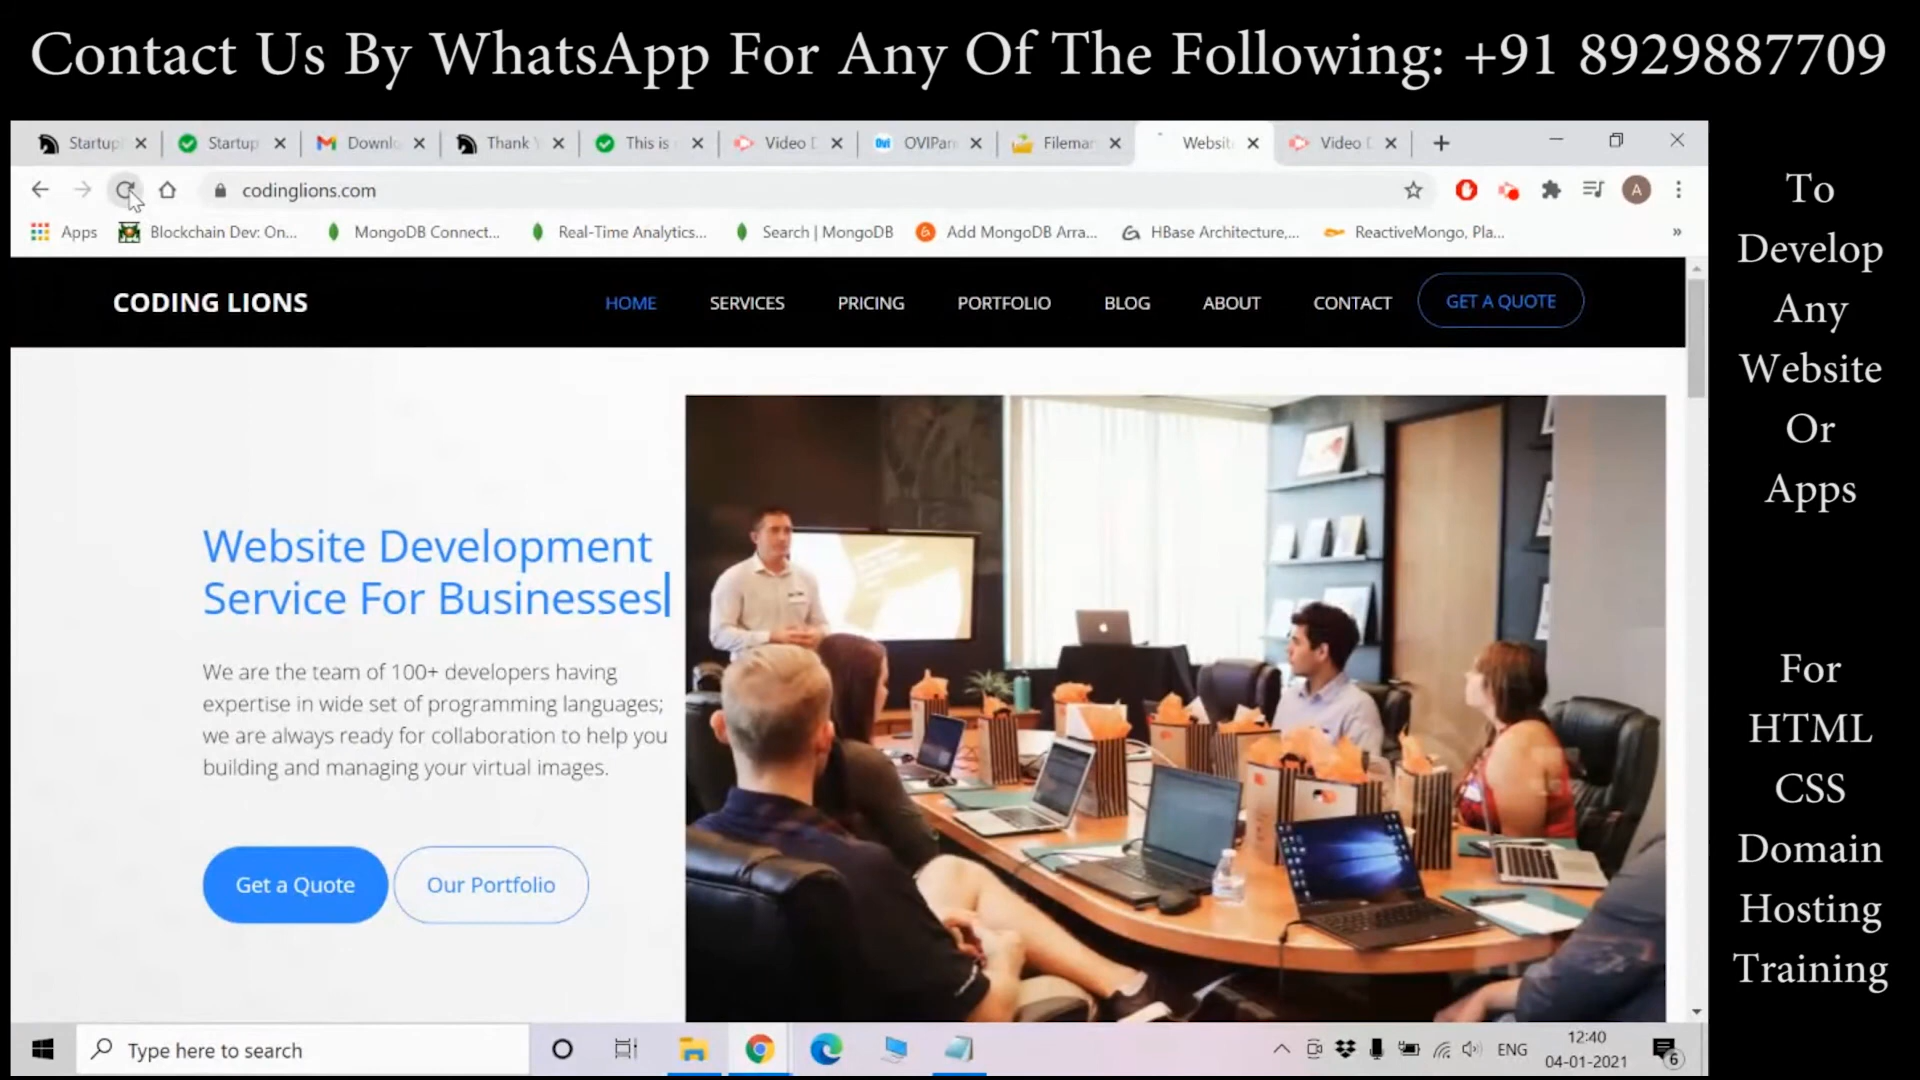 Contact Us By WhatsApp For Any Of The Following: +91 8929887709
Startup
Startup
Downlo
Thank Y
This is
Video D
OVIPan
Fileman
Websit
Video D
codinglions.com
A
Apps
Blockchain Dev: On...
MongoDB Connect...
Real-Time Analytics...
Search | MongoDB
Add MongoDB Arra...
HBase Architecture,...
ReactiveMongo, Pla...
»
CODING LIONS
HOME
SERVICES
PRICING
PORTFOLIO
BLOG
ABOUT
CONTACT
GET A QUOTE
Website Development
Service For Businesses
We are the team of 100+ developers having
expertise in wide set of programming languages;
we are always ready for collaboration to help you
building and managing your virtual images.
Get a Quote
Our Portfolio
To
Develop
Any
Website
Or
Apps
For
HTML
CSS
Domain
Hosting
Training
Type here to search
ENG
12:40
04-01-2021
6